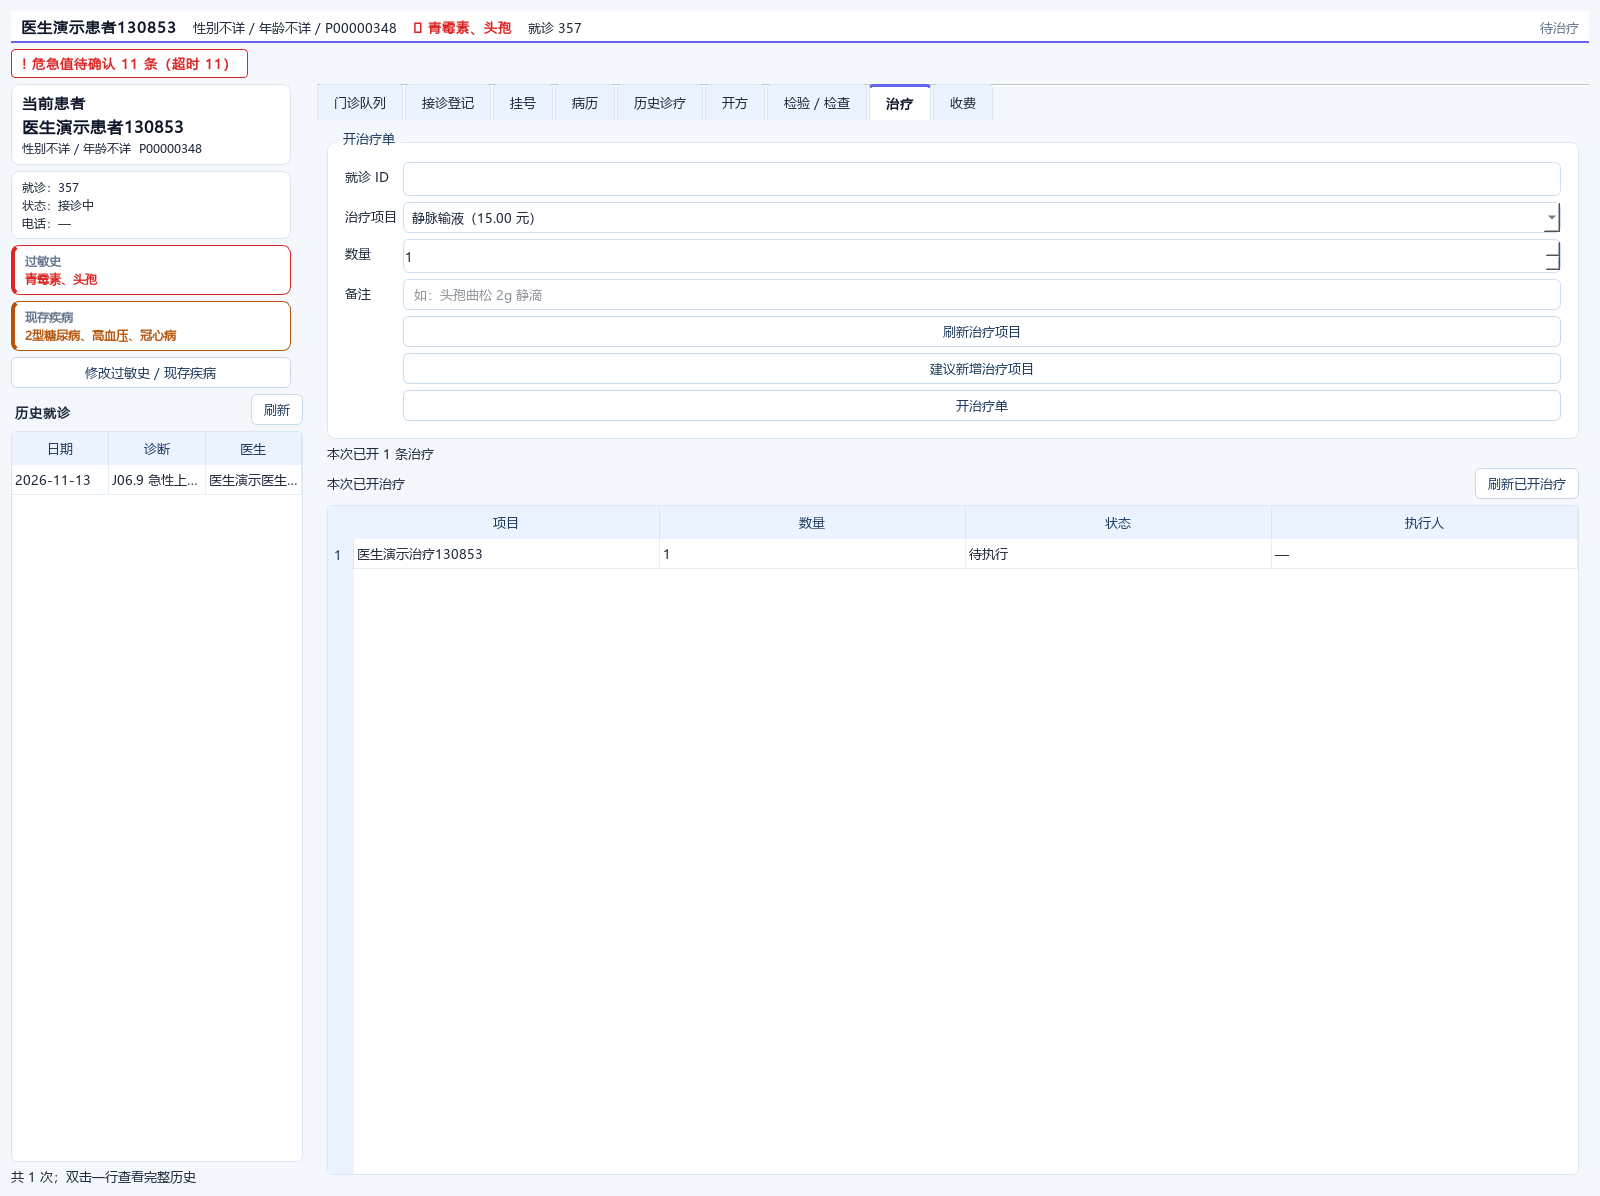 医生演示患者130853 性别不详 / 年龄不详 / P00000348 青霉素、头孢 就诊 357 待治疗
! 危急值待确认 11 条（超时 11）
当前患者
医生演示患者130853
性别不详 / 年龄不详 P00000348
就诊：357
状态：接诊中
电话：—
过敏史
青霉素、头孢
现存疾病
2型糖尿病、高血压、冠心病
修改过敏史 / 现存疾病
历史就诊 刷新
日期 诊断 医生
2026-11-13 J06.9 急性上... 医生演示医生...
共 1 次；双击一行查看完整历史
门诊队列 接诊登记 挂号 病历 历史诊疗 开方 检验 / 检查 治疗 收费
开治疗单
就诊 ID
治疗项目 静脉输液（15.00 元）
数量 1
备注 如：头孢曲松 2g 静滴
刷新治疗项目
建议新增治疗项目
开治疗单
本次已开 1 条治疗
本次已开治疗 刷新已开治疗
项目 数量 状态 执行人
1 医生演示治疗130853 1 待执行 —